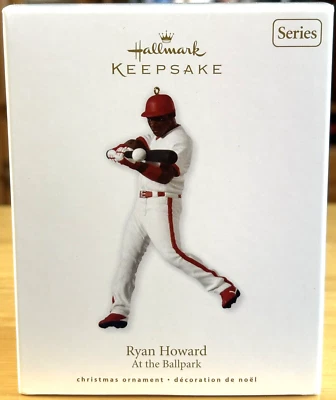 Hallmark
KEEPSAKE
Series
Ryan Howard
At the Ballpark
christmas ornament • décoration de noël